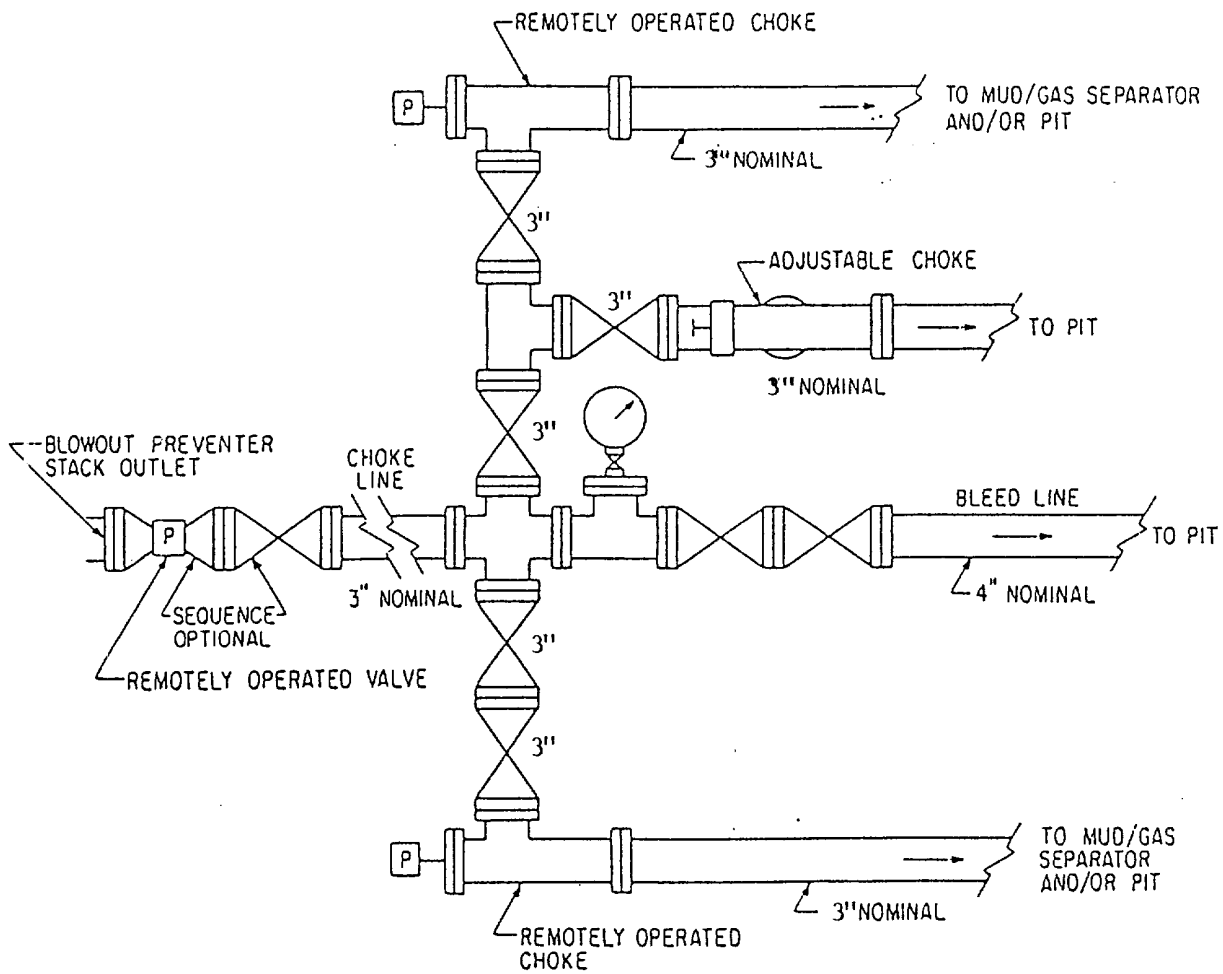 REMOTELY OPERATED CHOKE
P
TO MUD/GAS SEPARATOR
AND/OR PIT
3" NOMINAL
3"
ADJUSTABLE CHOKE
3"
TO PIT
3" NOMINAL
3"
BLOWOUT PREVENTER
STACK OUTLET
CHOKE
LINE
BLEED LINE
P
TO PIT
3" NOMINAL
4" NOMINAL
SEQUENCE
OPTIONAL
3"
REMOTELY OPERATED VALVE
3"
P
TO MUD/GAS
SEPARATOR
AND/OR PIT
3" NOMINAL
REMOTELY OPERATED
CHOKE